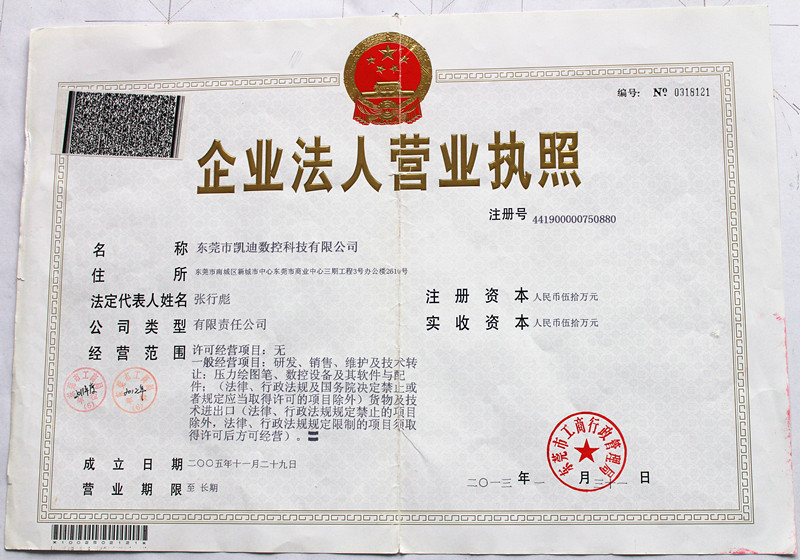 编号: № 0318121
企业法人营业执照
注册号 441900000750880
名称 东莞市凯迪数控科技有限公司
住所 东莞市南城区新城市中心东莞市商业中心三期工程3号办公楼2619号
法定代表人姓名 张行彪
注册资本 人民币伍拾万元
公司类型 有限责任公司
实收资本 人民币伍拾万元
经营范围 许可经营项目：无
一般经营项目：研发、销售、维护及技术转
让：压力绘图笔、数控设备及其软件与配
件；（法律、行政法规及国务院决定禁止或
者规定应当取得许可的项目除外）货物及技
术进出口（法律、行政法规规定禁止的项目
除外，法律、行政法规规定限制的项目须取
得许可后方可经营）。
2012年
成立日期 二〇〇五年十一月二十九日
营业期限 至 长期
东莞市工商行政管理局
二〇一三年一月三十一日
*1002502121*